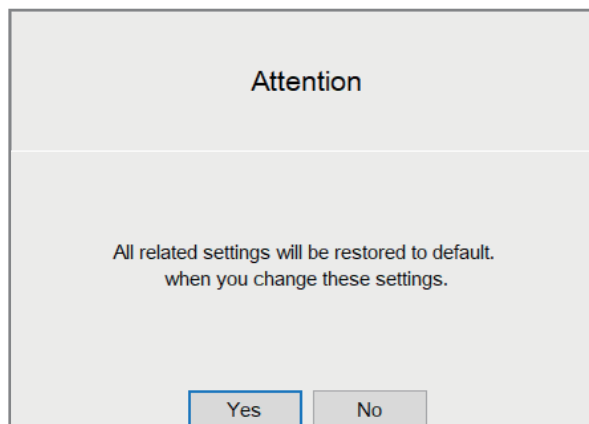 Attention
All related settings will be restored to default.
when you change these settings.
Yes No